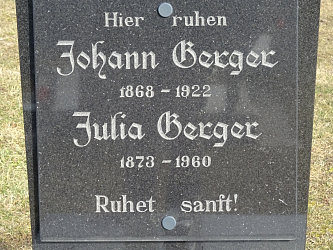 Hier ruhen
Johann Gerger
1868 - 1922
Julia Gerger
1873 - 1960
Ruhet sanft!